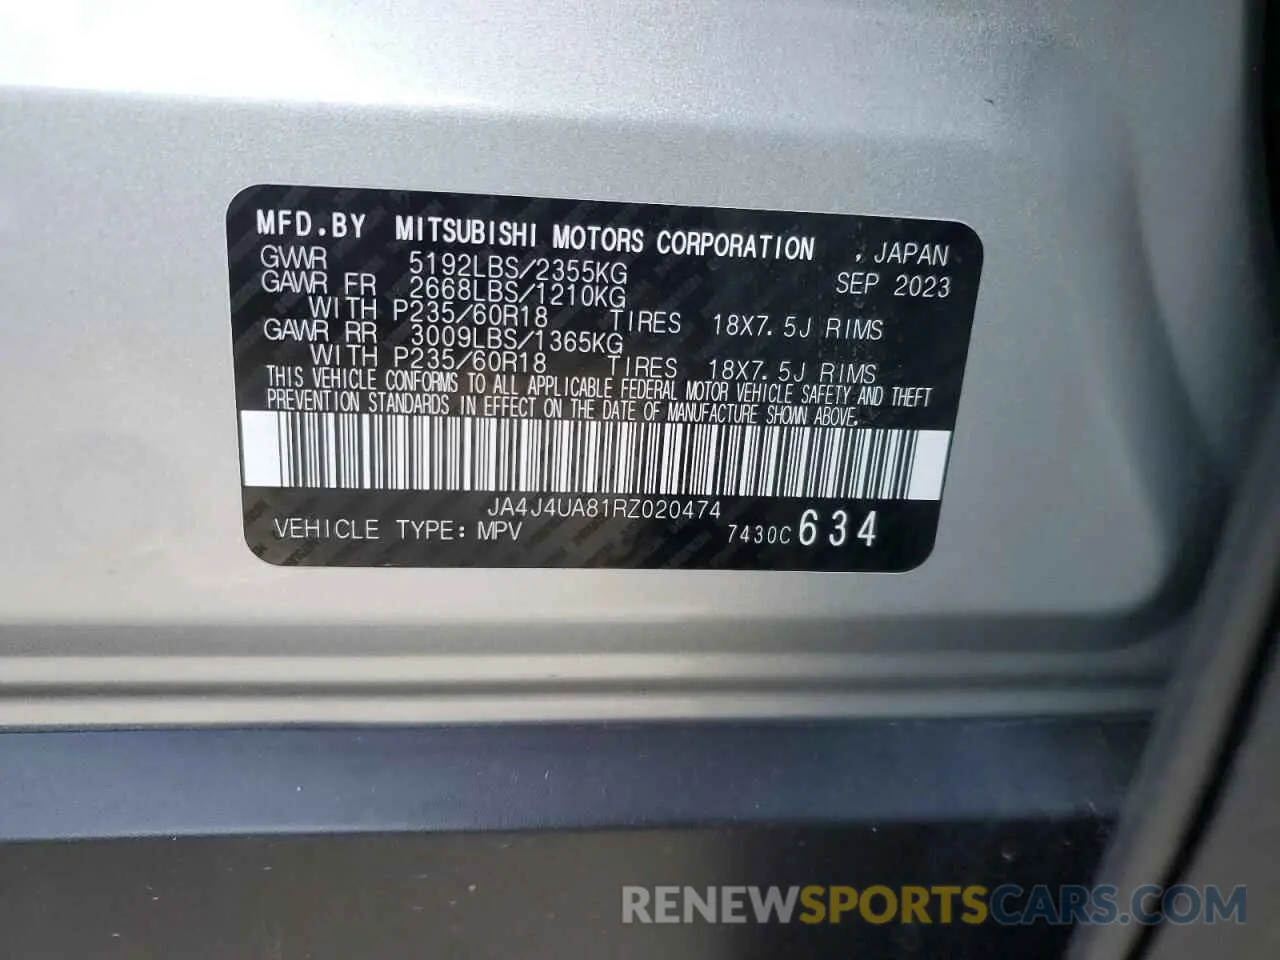 MFD.BY MITSUBISHI MOTORS CORPORATION , JAPAN
GVWR 5192LBS/2355KG SEP 2023
GAWR FR 2668LBS/1210KG
WITH P235/60R18 TIRES 18X7.5J RIMS
GAWR RR 3009LBS/1365KG
WITH P235/60R18 TIRES 18X7.5J RIMS
THIS VEHICLE CONFORMS TO ALL APPLICABLE FEDERAL MOTOR VEHICLE SAFETY AND THEFT
PREVENTION STANDARDS IN EFFECT ON THE DATE OF MANUFACTURE SHOWN ABOVE.
JA4J4UA81RZ020474
VEHICLE TYPE: MPV 7430C 634
RENEWSPORTSCARS.COM